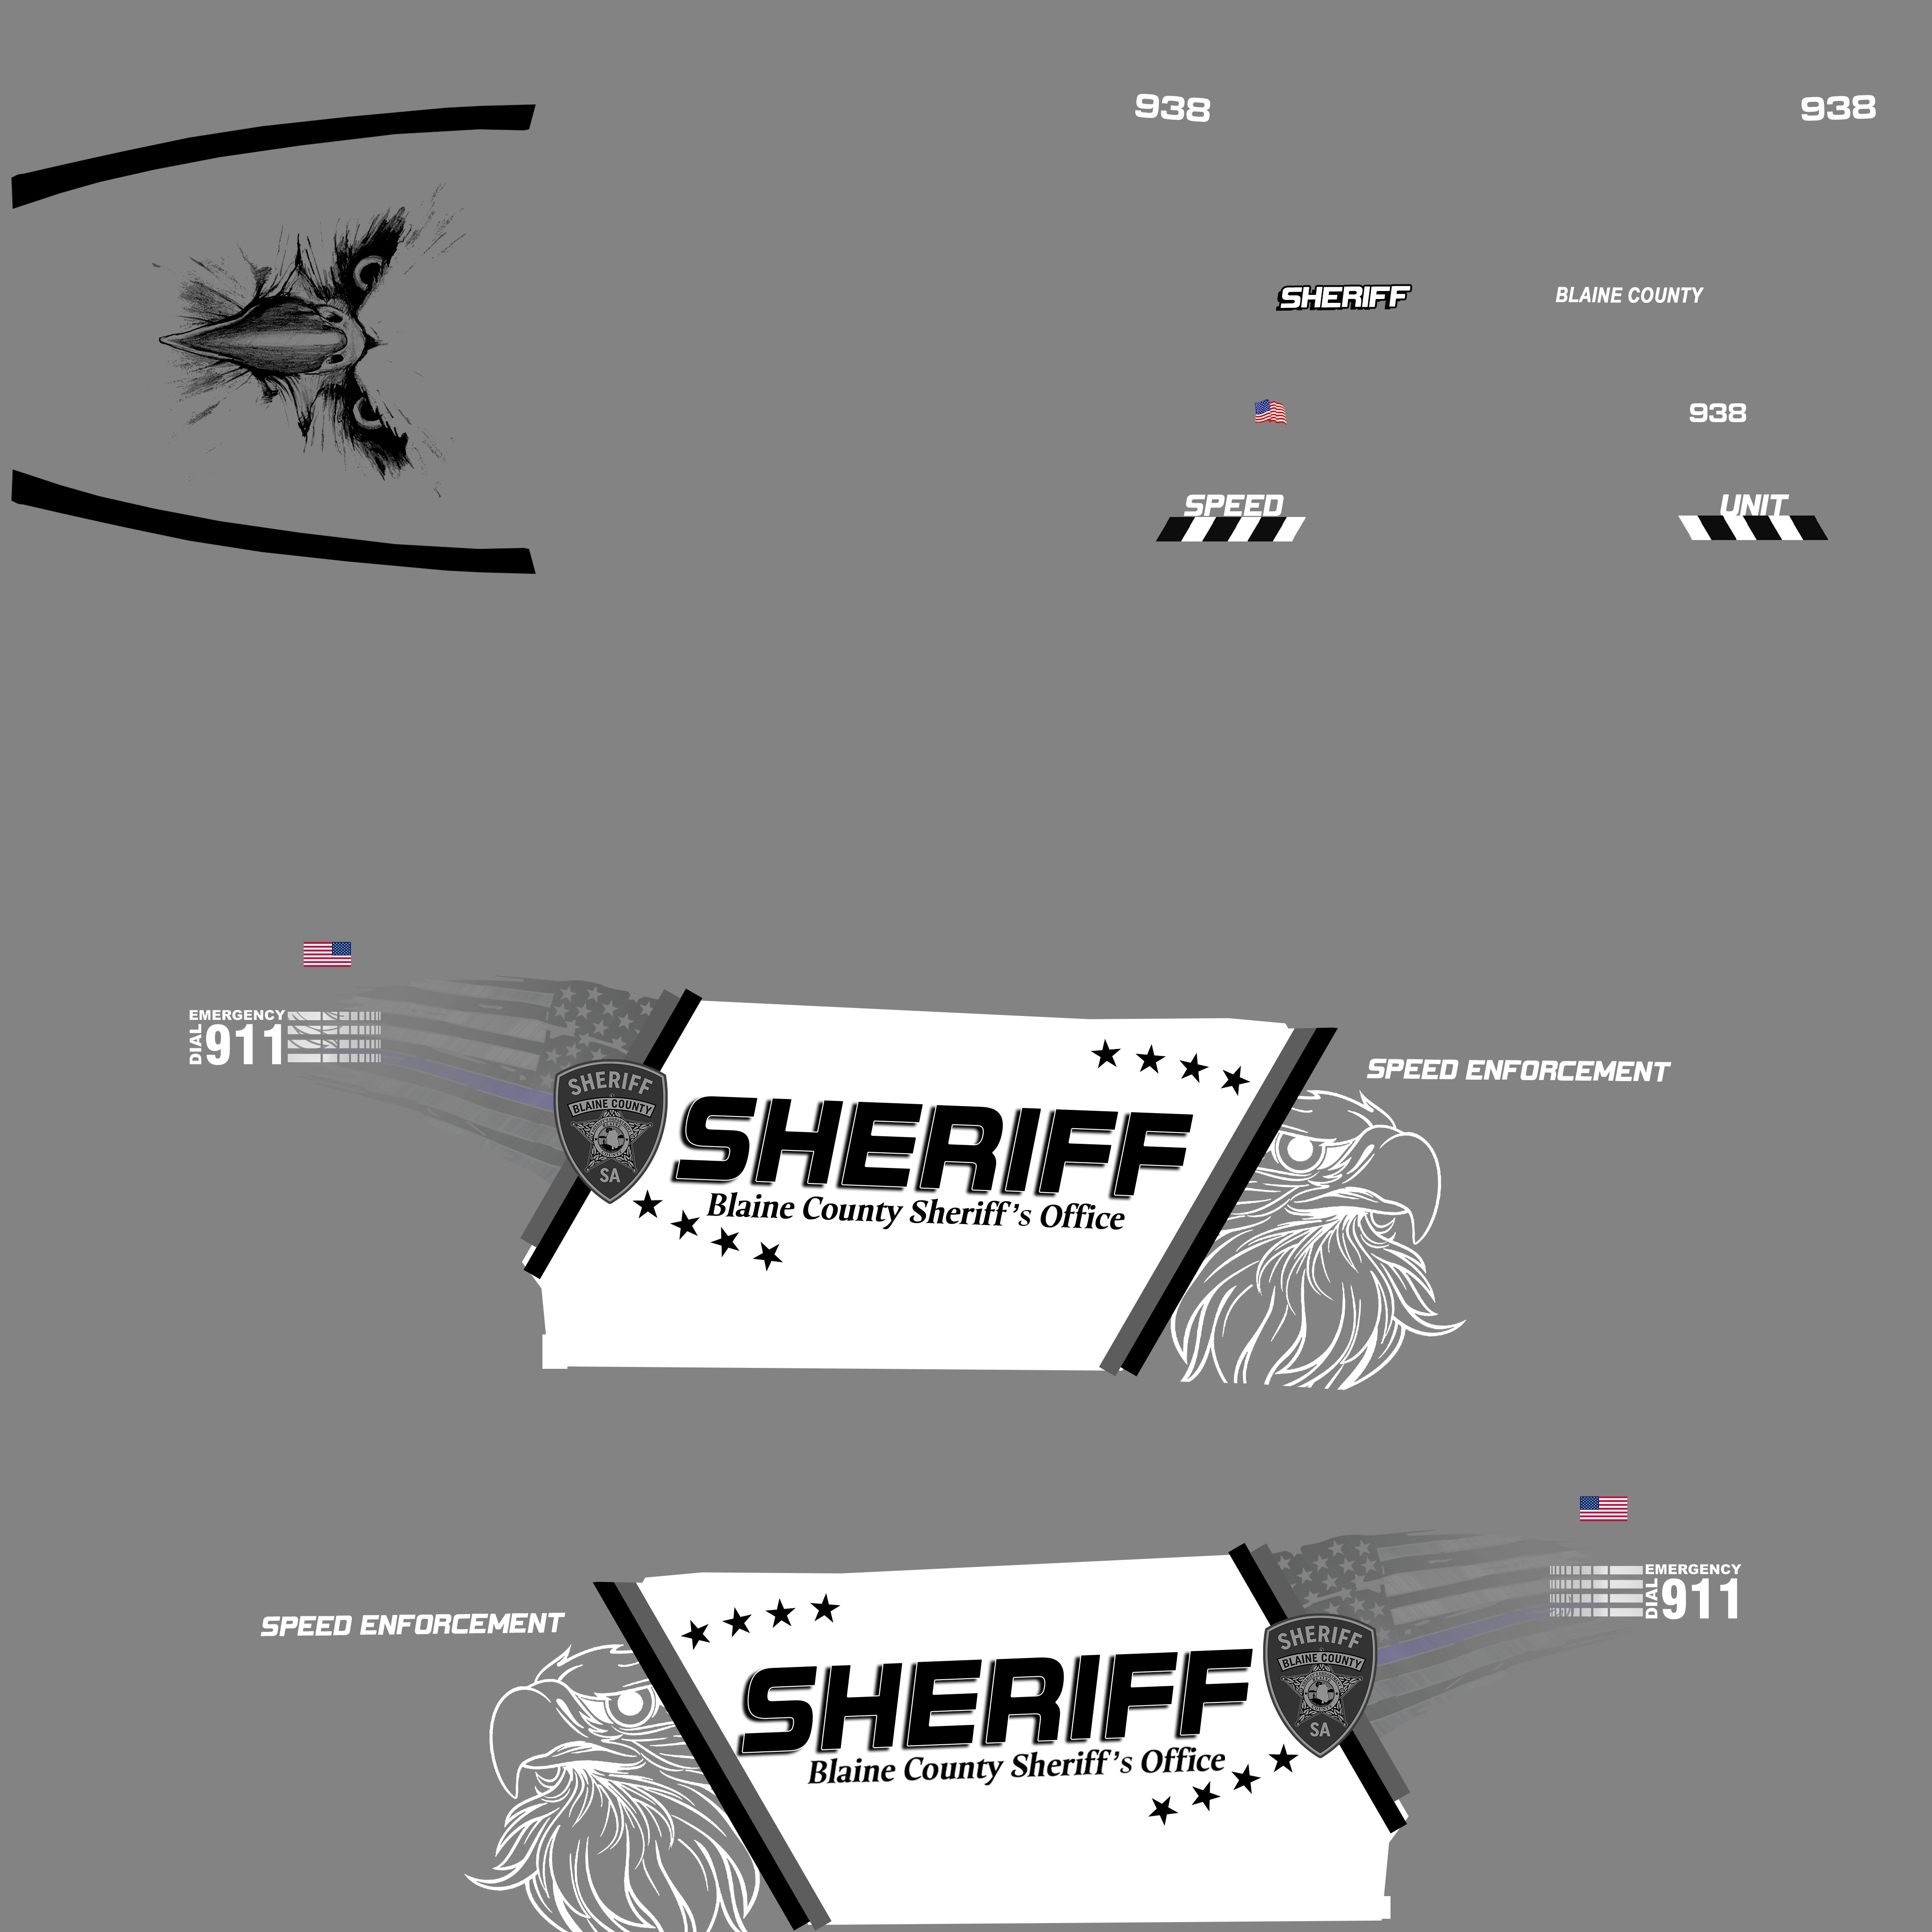 938
938
SHERIFF
BLAINE COUNTY
938
SPEED
UNIT
EMERGENCY
DIAL
911
SHERIFF
BLAINE COUNTY
SA
SHERIFF
Blaine County Sheriff's Office
SPEED ENFORCEMENT
SPEED ENFORCEMENT
SHERIFF
Blaine County Sheriff's Office
SHERIFF
BLAINE COUNTY
SA
EMERGENCY
DIAL
911